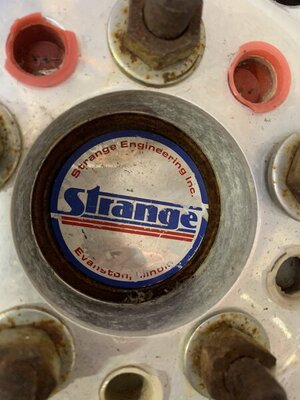 Strange Engineering Inc.
Strange
Evanston, Illinois